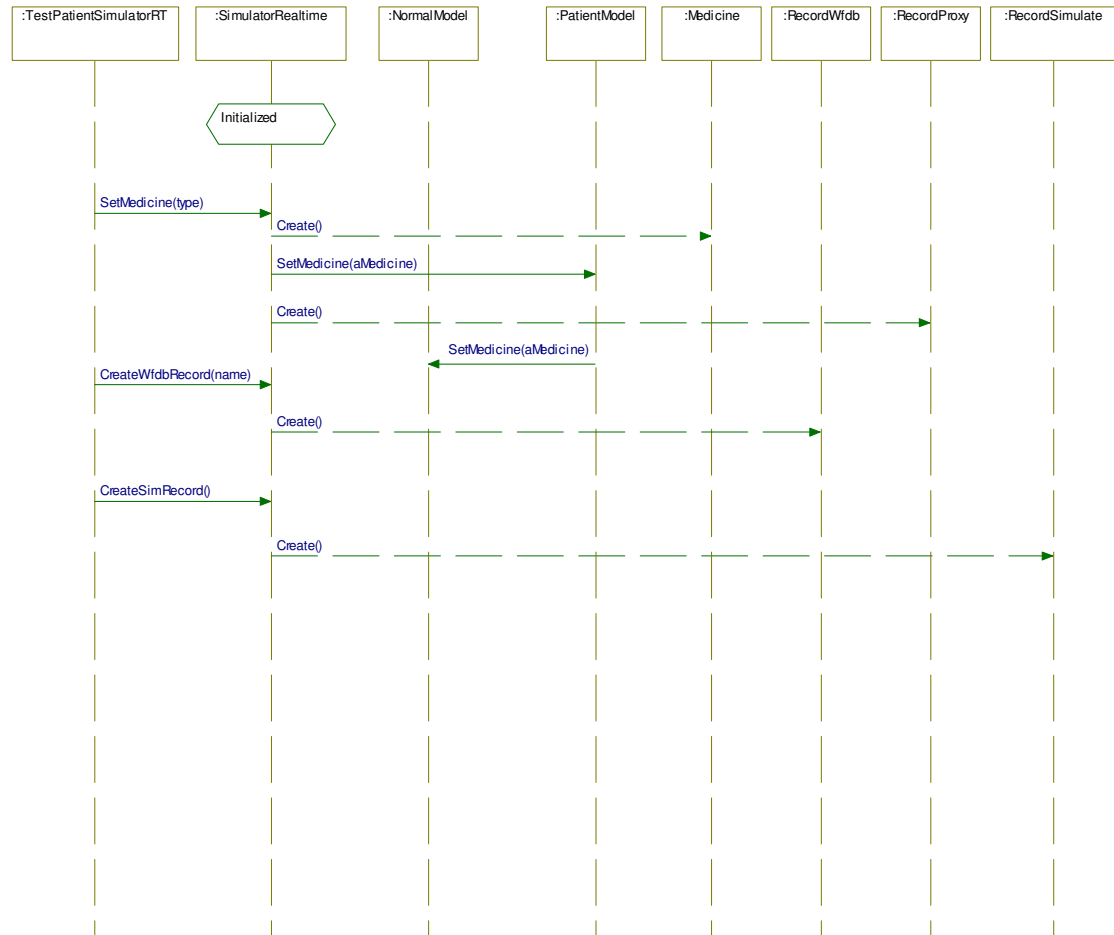 :TestPatientSimulatorRT
:SimulatorRealtime
:NormalModel
:PatientModel
:Medicine
:RecordWfdb
:RecordProxy
:RecordSimulate
Initialized
SetMedicine(type)
Create()
SetMedicine(aMedicine)
Create()
SetMedicine(aMedicine)
CreateWfdbRecord(name)
Create()
CreateSimRecord()
Create()